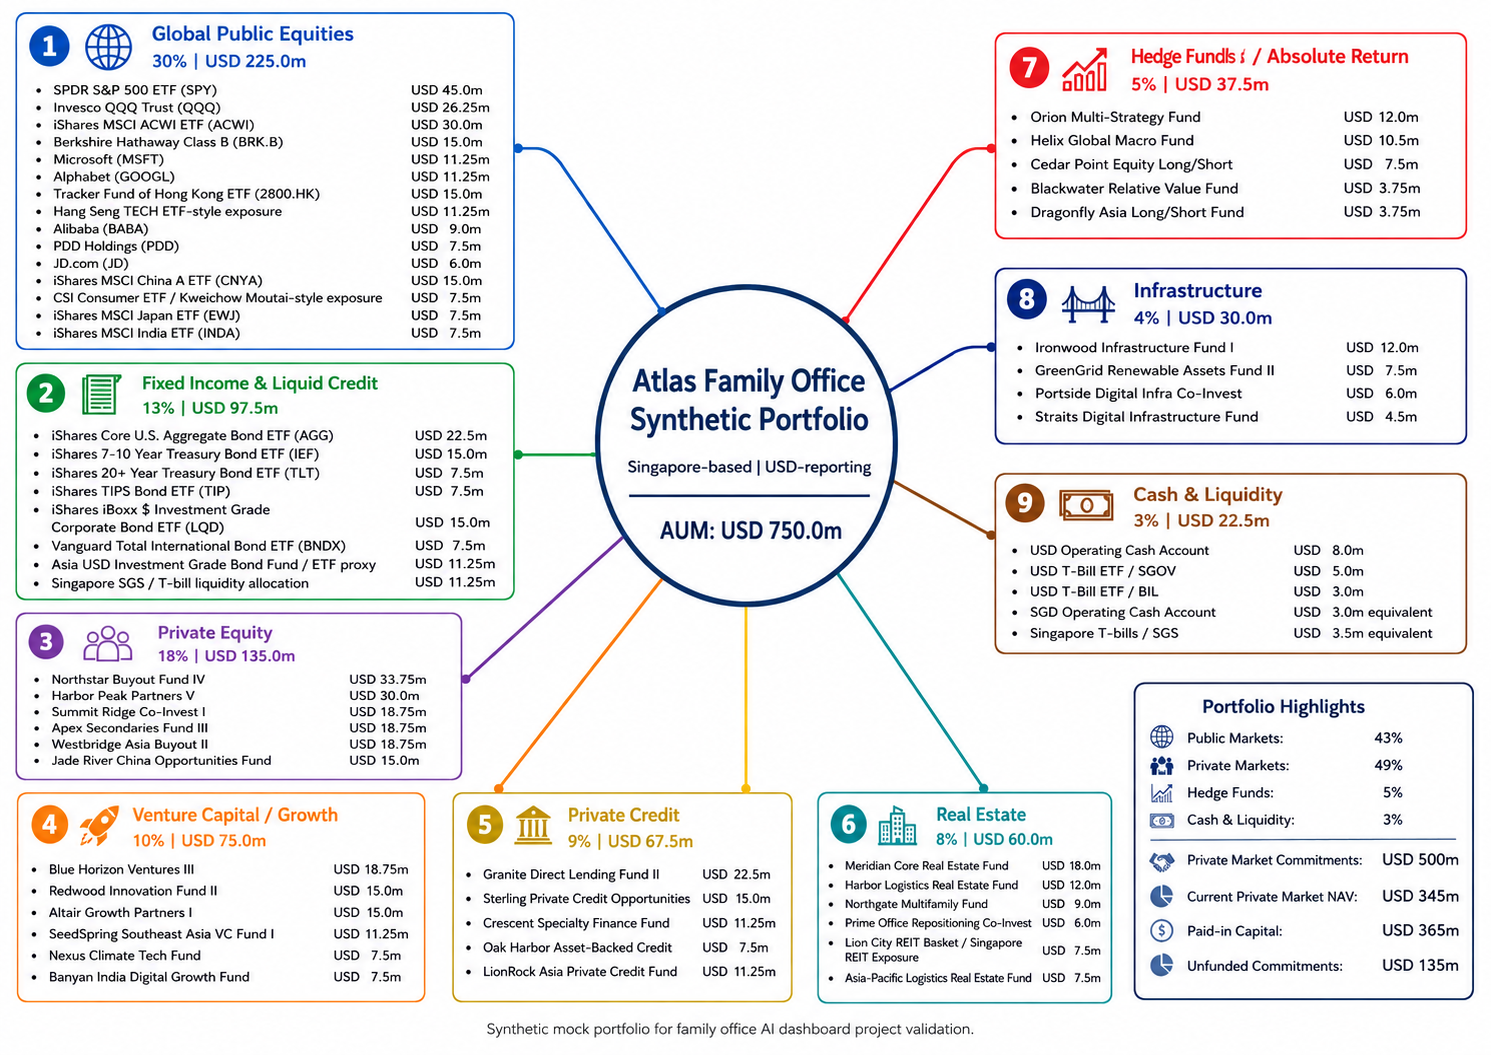 1
Global Public Equities
30% | USD 225.0m
• SPDR S&P 500 ETF (SPY) USD 45.0m
• Invesco QQQ Trust (QQQ) USD 26.25m
• iShares MSCI ACWI ETF (ACWI) USD 30.0m
• Berkshire Hathaway Class B (BRK.B) USD 15.0m
• Microsoft (MSFT) USD 11.25m
• Alphabet (GOOGL) USD 11.25m
• Tracker Fund of Hong Kong ETF (2800.HK) USD 15.0m
• Hang Seng TECH ETF-style exposure USD 11.25m
• Alibaba (BABA) USD 9.0m
• PDD Holdings (PDD) USD 7.5m
• JD.com (JD) USD 6.0m
• iShares MSCI China A ETF (CNYA) USD 15.0m
• CSI Consumer ETF / Kweichow Moutai-style exposure USD 7.5m
• iShares MSCI Japan ETF (EWJ) USD 7.5m
• iShares MSCI India ETF (INDA) USD 7.5m
2
Fixed Income & Liquid Credit
13% | USD 97.5m
• iShares Core U.S. Aggregate Bond ETF (AGG) USD 22.5m
• iShares 7-10 Year Treasury Bond ETF (IEF) USD 15.0m
• iShares 20+ Year Treasury Bond ETF (TLT) USD 7.5m
• iShares TIPS Bond ETF (TIP) USD 7.5m
• iShares iBoxx $ Investment Grade
Corporate Bond ETF (LQD) USD 15.0m
• Vanguard Total International Bond ETF (BNDX) USD 7.5m
• Asia USD Investment Grade Bond Fund / ETF proxy USD 11.25m
• Singapore SGS / T-bill liquidity allocation USD 11.25m
3
Private Equity
18% | USD 135.0m
• Northstar Buyout Fund IV USD 33.75m
• Harbor Peak Partners V USD 30.0m
• Summit Ridge Co-Invest I USD 18.75m
• Apex Secondaries Fund III USD 18.75m
• Westbridge Asia Buyout II USD 18.75m
• Jade River China Opportunities Fund USD 15.0m
4
Venture Capital / Growth
10% | USD 75.0m
• Blue Horizon Ventures III USD 18.75m
• Redwood Innovation Fund II USD 15.0m
• Altair Growth Partners I USD 15.0m
• SeedSpring Southeast Asia VC Fund I USD 11.25m
• Nexus Climate Tech Fund USD 7.5m
• Banyan India Digital Growth Fund USD 7.5m
5
Private Credit
9% | USD 67.5m
• Granite Direct Lending Fund II USD 22.5m
• Sterling Private Credit Opportunities USD 15.0m
• Crescent Specialty Finance Fund USD 11.25m
• Oak Harbor Asset-Backed Credit USD 7.5m
• LionRock Asia Private Credit Fund USD 11.25m
6
Real Estate
8% | USD 60.0m
• Meridian Core Real Estate Fund USD 18.0m
• Harbor Logistics Real Estate Fund USD 12.0m
• Northgate Multifamily Fund USD 9.0m
• Prime Office Repositioning Co-Invest USD 6.0m
• Lion City REIT Basket / Singapore
REIT Exposure USD 7.5m
• Asia-Pacific Logistics Real Estate Fund USD 7.5m
Atlas Family Office
Synthetic Portfolio
Singapore-based | USD-reporting
AUM: USD 750.0m
7
Hedge Funds / Absolute Return
5% | USD 37.5m
• Orion Multi-Strategy Fund USD 12.0m
• Helix Global Macro Fund USD 10.5m
• Cedar Point Equity Long/Short USD 7.5m
• Blackwater Relative Value Fund USD 3.75m
• Dragonfly Asia Long/Short Fund USD 3.75m
8
Infrastructure
4% | USD 30.0m
• Ironwood Infrastructure Fund I USD 12.0m
• GreenGrid Renewable Assets Fund II USD 7.5m
• Portside Digital Infra Co-Invest USD 6.0m
• Straits Digital Infrastructure Fund USD 4.5m
9
Cash & Liquidity
3% | USD 22.5m
• USD Operating Cash Account USD 8.0m
• USD T-Bill ETF / SGOV USD 5.0m
• USD T-Bill ETF / BIL USD 3.0m
• SGD Operating Cash Account USD 3.0m equivalent
• Singapore T-bills / SGS USD 3.5m equivalent
Portfolio Highlights
Public Markets: 43%
Private Markets: 49%
Hedge Funds: 5%
Cash & Liquidity: 3%
Private Market Commitments: USD 500m
Current Private Market NAV: USD 345m
$ Paid-in Capital: USD 365m
Unfunded Commitments: USD 135m
Synthetic mock portfolio for family office AI dashboard project validation.